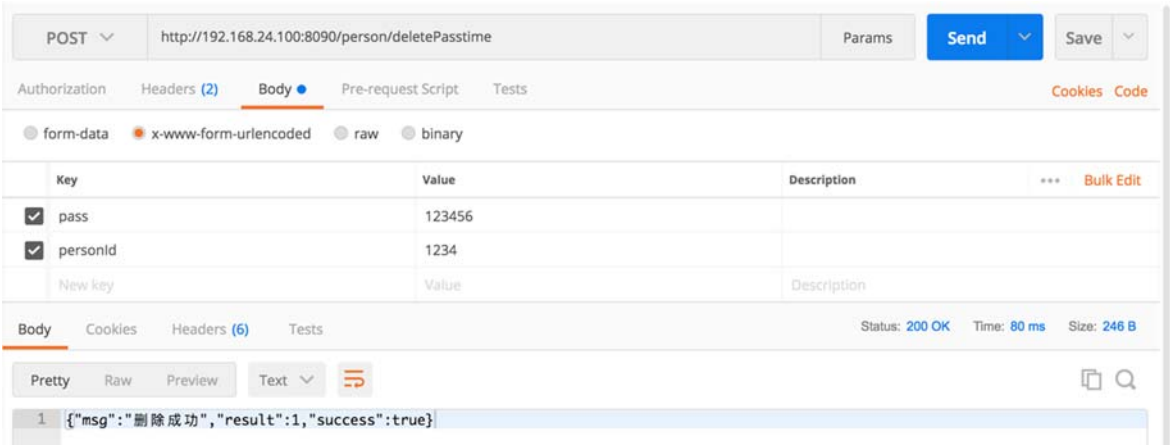 POST http://192.168.24.100:8090/person/deletePasstime Params Send Save
Authorization Headers (2) Body Pre-request Script Tests Cookies Code
form-data x-www-form-urlencoded raw binary
Key Value Description Bulk Edit
pass 123456
personId 1234
New key Value Description
Body Cookies Headers (6) Tests Status: 200 OK Time: 80 ms Size: 246 B
Pretty Raw Preview Text
1 {"msg":"删除成功","result":1,"success":true}